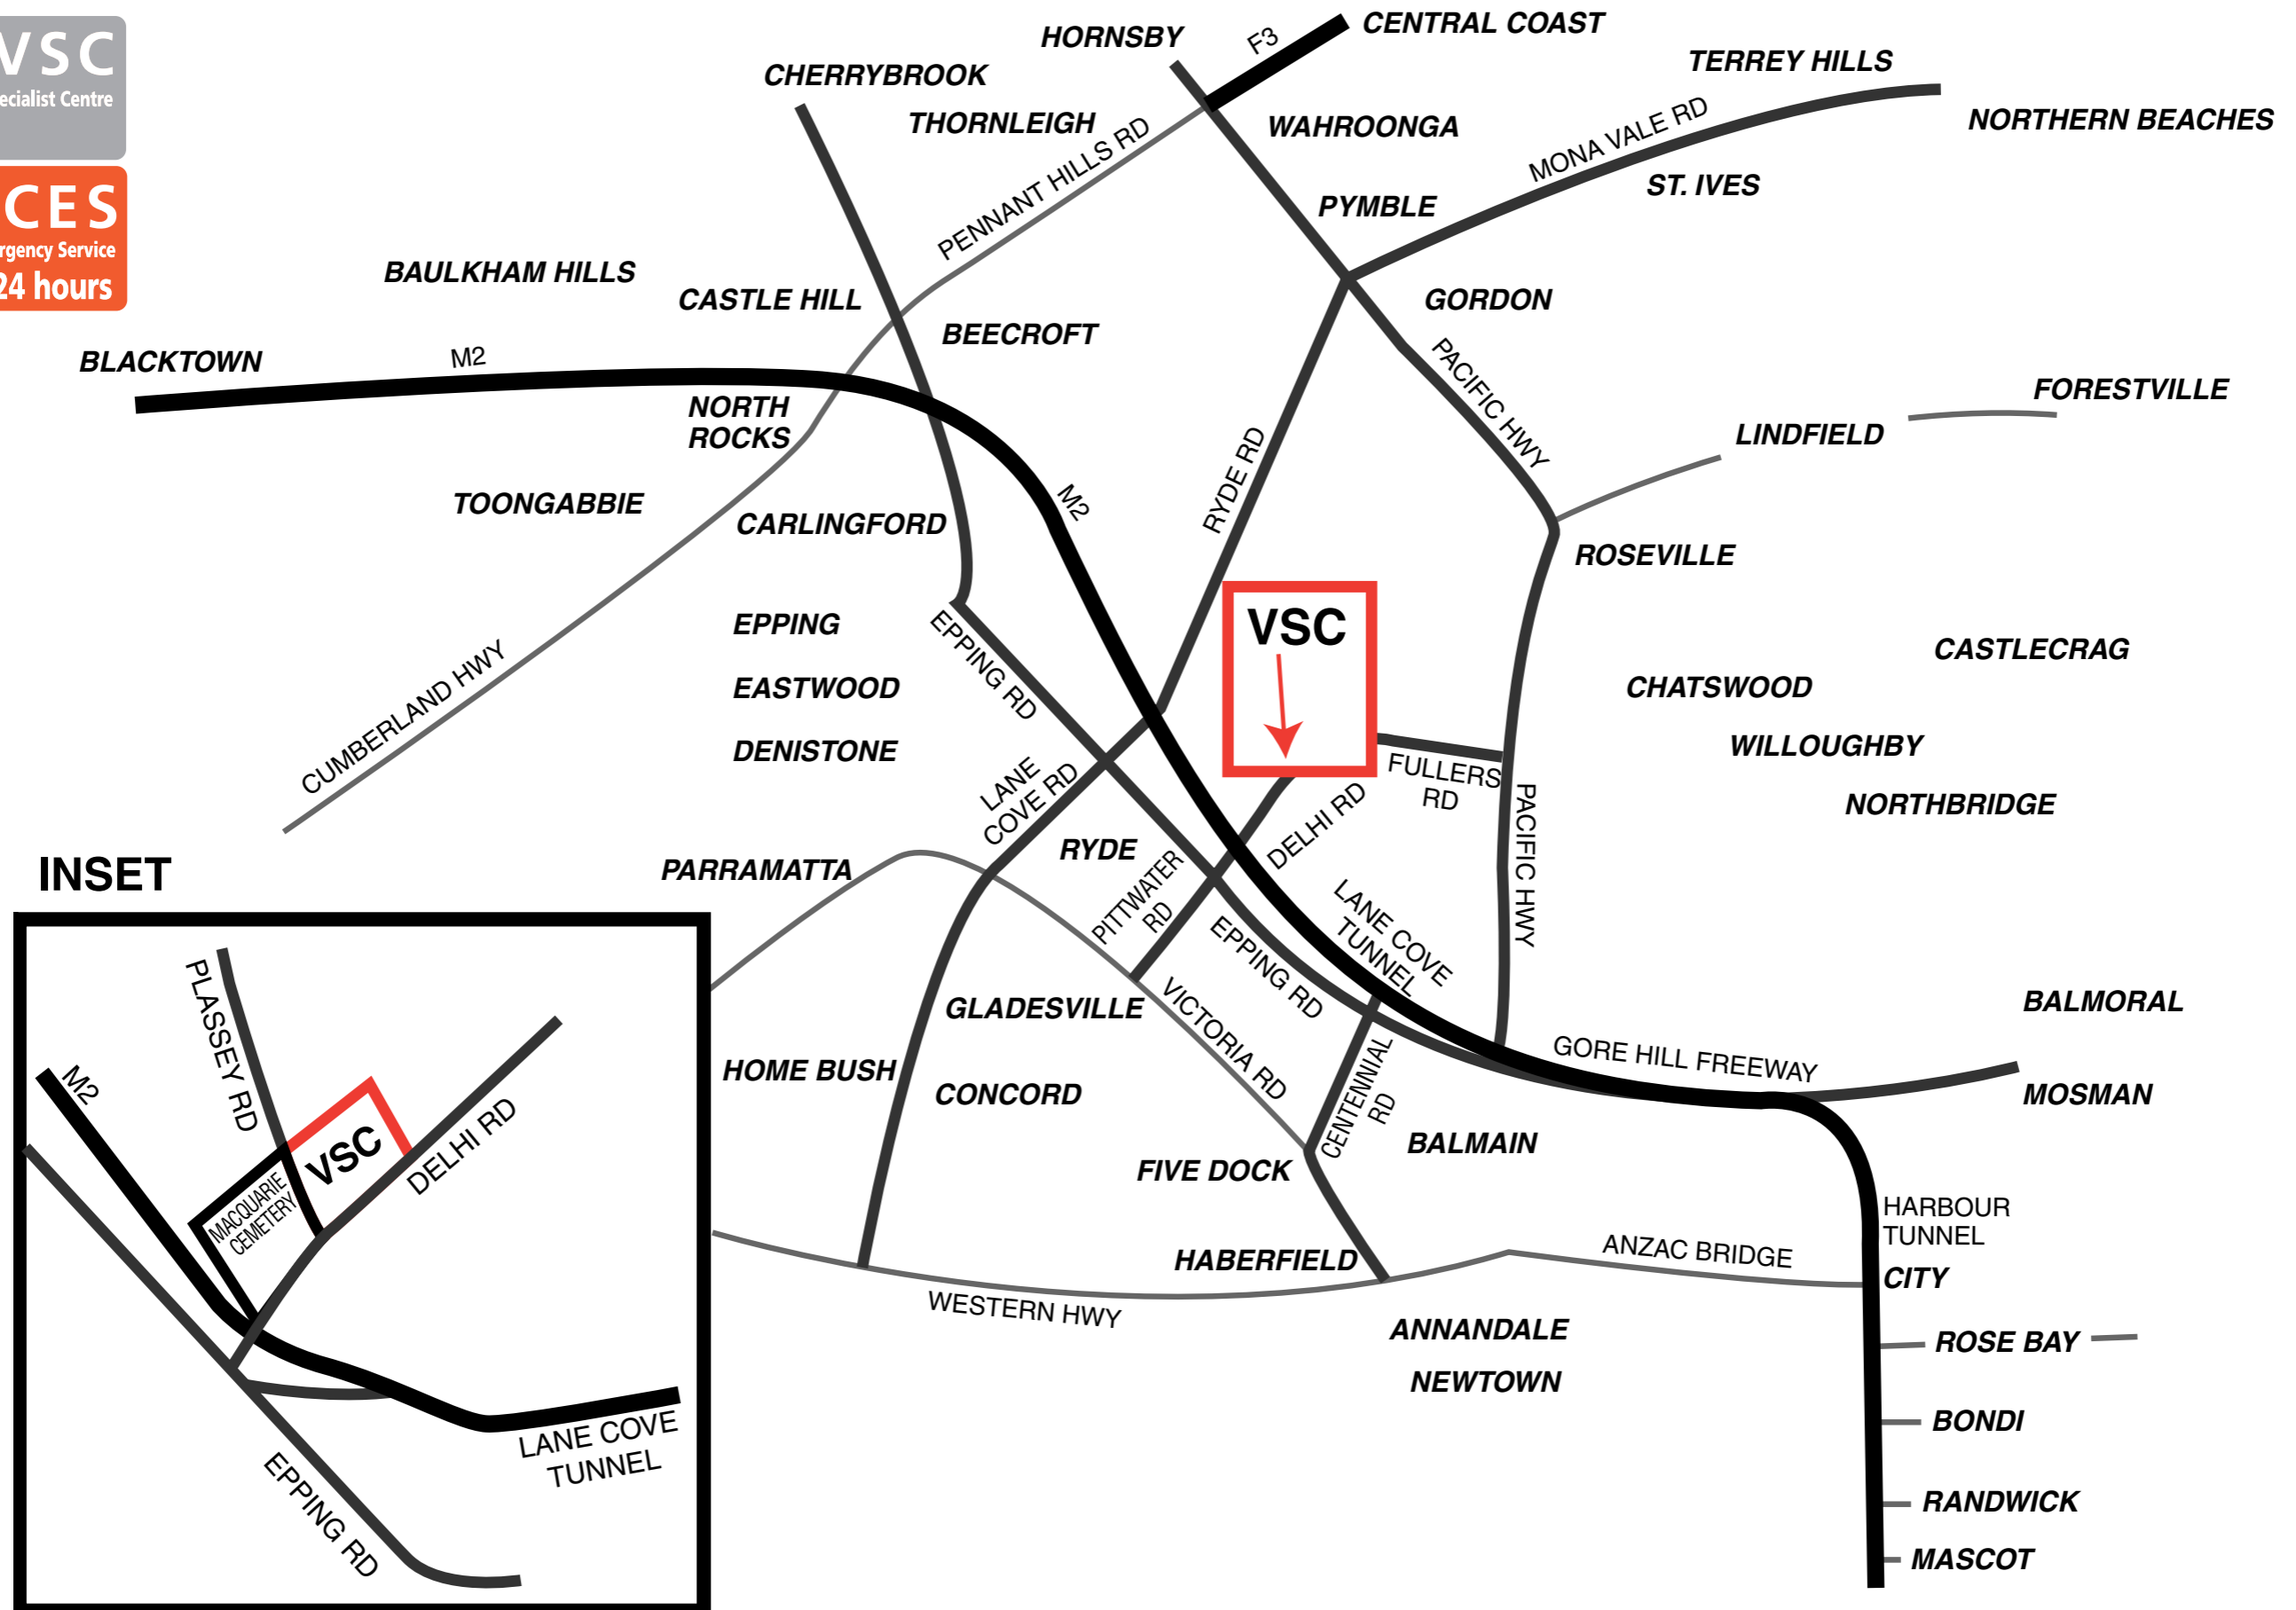 VSC
ecialist Centre
CES
rgency Service
24 hours
HORNSBY
F3
CENTRAL COAST
CHERRYBROOK
TERREY HILLS
THORNLEIGH
WAHROONGA
MONA VALE RD
NORTHERN BEACHES
PENNANT HILLS RD
ST. IVES
PYMBLE
BAULKHAM HILLS
CASTLE HILL
GORDON
BEECROFT
BLACKTOWN
M2
PACIFIC HWY
FORESTVILLE
NORTH
ROCKS
LINDFIELD
RYDE RD
TOONGABBIE
M2
CARLINGFORD
ROSEVILLE
EPPING
VSC
EPPING RD
CASTLECRAG
EASTWOOD
CHATSWOOD
CUMBERLAND HWY
DENISTONE
WILLOUGHBY
FULLERS
RD
LANE
COVE RD
DELHI RD
NORTHBRIDGE
PACIFIC HWY
RYDE
PARRAMATTA
PITTWATER
RD
LANE COVE
TUNNEL
EPPING RD
GLADESVILLE
VICTORIA RD
BALMORAL
GORE HILL FREEWAY
HOME BUSH
CONCORD
CENTENNIAL
RD
MOSMAN
BALMAIN
FIVE DOCK
HARBOUR
TUNNEL
HABERFIELD
ANZAC BRIDGE
CITY
WESTERN HWY
ANNANDALE
ROSE BAY
NEWTOWN
BONDI
RANDWICK
MASCOT
INSET
PLASSEY RD
M2
VSC
DELHI RD
MACQUARIE
CEMETERY
LANE COVE
TUNNEL
EPPING RD